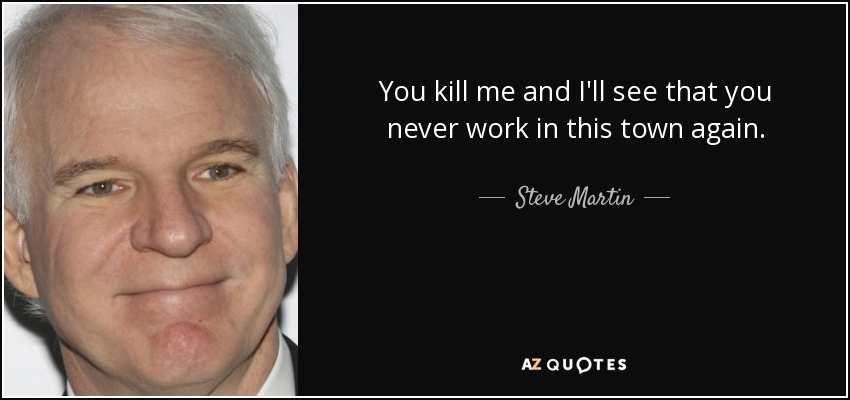 You kill me and I'll see that you
never work in this town again.
Steve Martin
AZ QUOTES